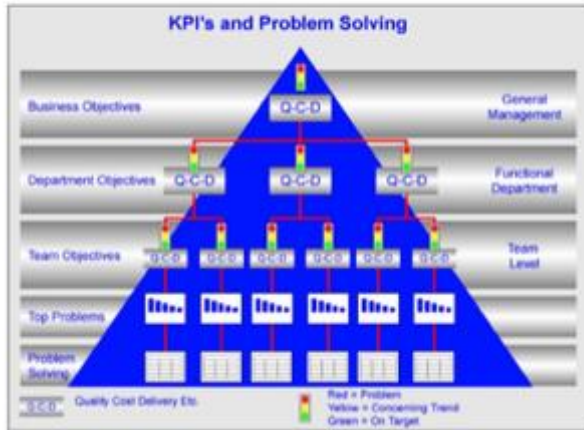 KPI's and Problem Solving
Business Objectives
Q-C-D
General
Management
Department Objectives
Q-C-D
Q-C-D
Q-C-D
Functional
Department
Team Objectives
Q-C-D
Q-C-D
Q-C-D
Q-C-D
Q-C-D
Q-C-D
Team
Level
Top Problems
Problem
Solving
Q-C-D
Quality Cost Delivery Etc.
Red = Problem
Yellow = Concerning Trend
Green = On Target